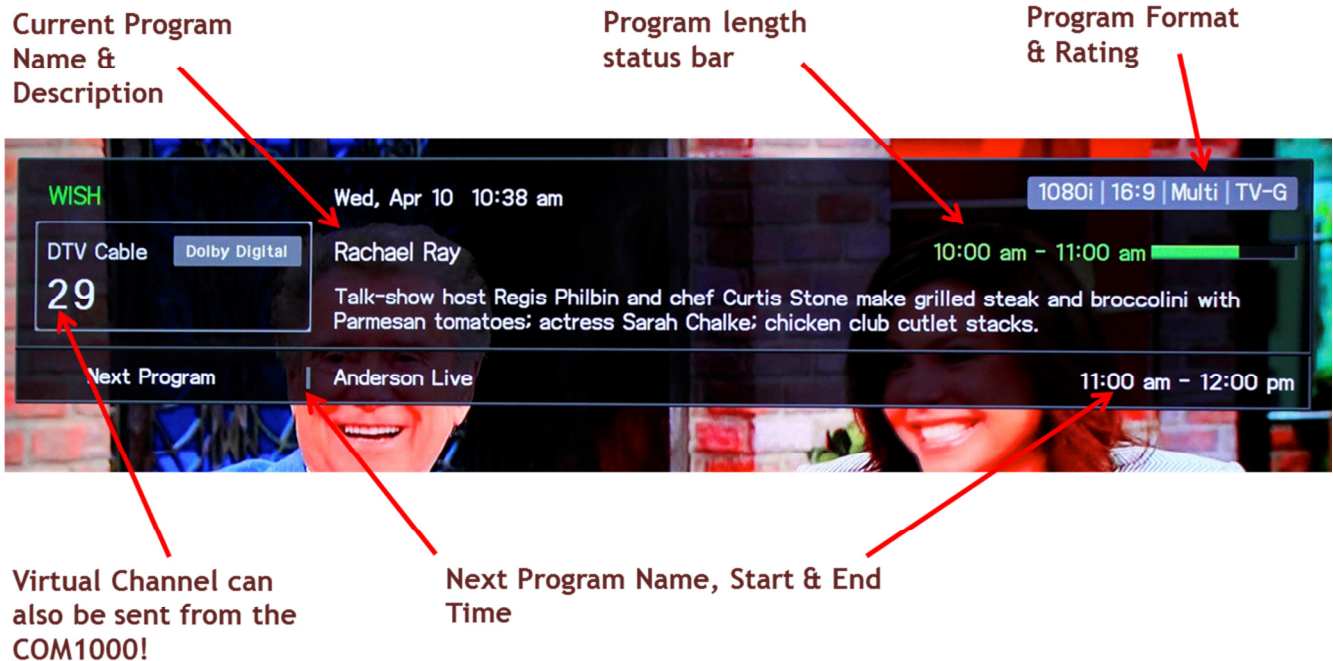 Current Program
Name &
Description
Program length
status bar
Program Format
& Rating
WISH
Wed, Apr 10 10:38 am
1080i | 16:9 | Multi | TV-G
DTV Cable
Dolby Digital
29
Rachael Ray
10:00 am - 11:00 am
Talk-show host Regis Philbin and chef Curtis Stone make grilled steak and broccolini with
Parmesan tomatoes; actress Sarah Chalke; chicken club cutlet stacks.
Next Program
Anderson Live
11:00 am - 12:00 pm
Virtual Channel can
also be sent from the
COM1000!
Next Program Name, Start & End
Time